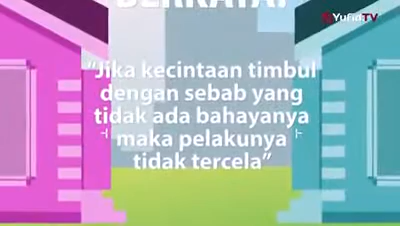 BERKATA:
YufidTV
"Jika kecintaan timbul
dengan sebab yang
tidak ada bahayanya
maka pelakunya
tidak tercela"